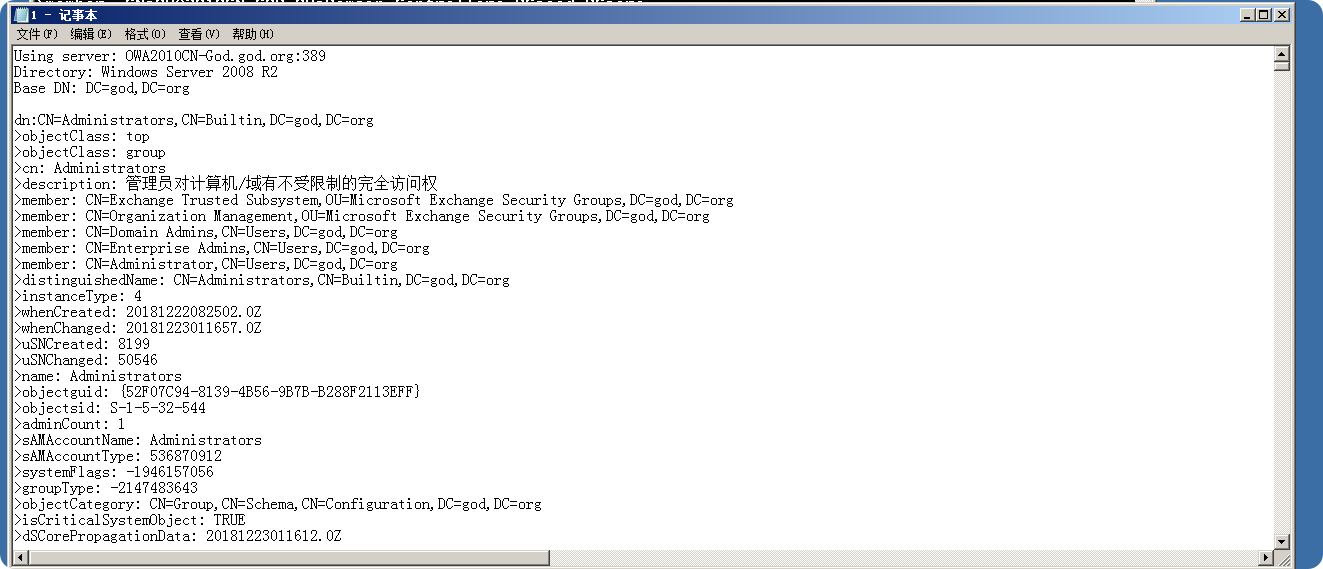 1 - 记事本
文件(F) 编辑(E) 格式(O) 查看(V) 帮助(H)
Using server: OWA2010CN-God.god.org:389
Directory: Windows Server 2008 R2
Base DN: DC=god,DC=org
dn:CN=Administrators,CN=Builtin,DC=god,DC=org
>objectClass: top
>objectClass: group
>cn: Administrators
>description: 管理员对计算机/域有不受限制的完全访问权
>member: CN=Exchange Trusted Subsystem,OU=Microsoft Exchange Security Groups,DC=god,DC=org
>member: CN=Organization Management,OU=Microsoft Exchange Security Groups,DC=god,DC=org
>member: CN=Domain Admins,CN=Users,DC=god,DC=org
>member: CN=Enterprise Admins,CN=Users,DC=god,DC=org
>member: CN=Administrator,CN=Users,DC=god,DC=org
>distinguishedName: CN=Administrators,CN=Builtin,DC=god,DC=org
>instanceType: 4
>whenCreated: 20181222082502.0Z
>whenChanged: 20181223011657.0Z
>uSNCreated: 8199
>uSNChanged: 50546
>name: Administrators
>objectguid: {52F07C94-8139-4B56-9B7B-B288F2113EFF}
>objectsid: S-1-5-32-544
>adminCount: 1
>sAMAccountName: Administrators
>sAMAccountType: 536870912
>systemFlags: -1946157056
>groupType: -2147483643
>objectCategory: CN=Group,CN=Schema,CN=Configuration,DC=god,DC=org
>isCriticalSystemObject: TRUE
>dSCorePropagationData: 20181223011612.0Z